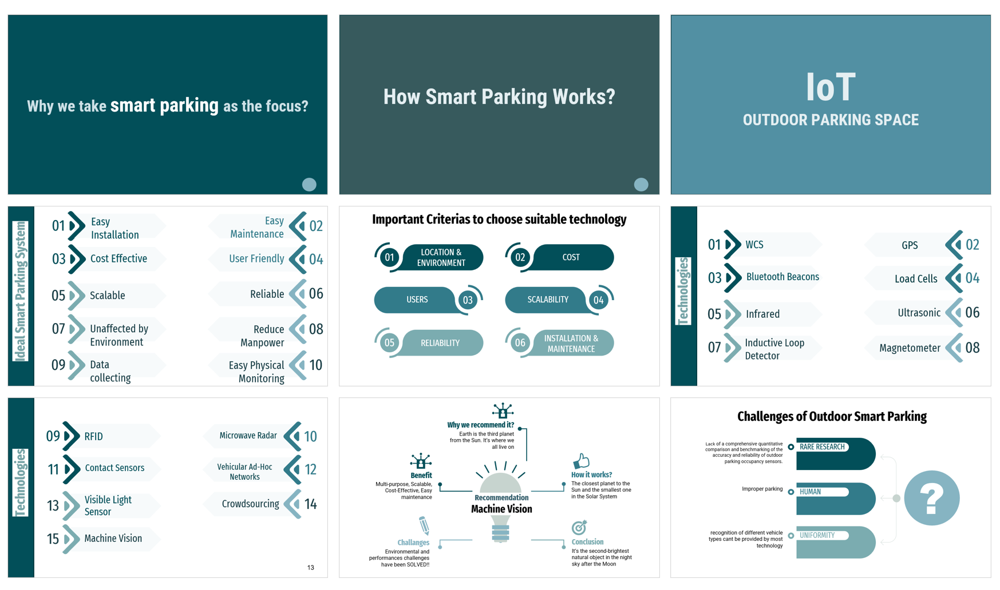 Why we take smart parking as the focus?
How Smart Parking Works?
IoT
OUTDOOR PARKING SPACE
Ideal Smart Parking System
01
Easy
Installation
Easy
Maintenance
02
03
Cost Effective
User Friendly
04
05
Scalable
Reliable
06
07
Unaffected by
Environment
Reduce
Manpower
08
09
Data
collecting
Easy Physical
Monitoring
10
Important Criterias to choose suitable technology
01
LOCATION &
ENVIRONMENT
02
COST
USERS
03
SCALABILITY
04
05
RELIABILITY
06
INSTALLATION &
MAINTENANCE
Technologies
01
WCS
GPS
02
03
Bluetooth Beacons
Load Cells
04
05
Infrared
Ultrasonic
06
07
Inductive Loop
Detector
Magnetometer
08
Technologies
09
RFID
Microwave Radar
10
11
Contact Sensors
Vehicular Ad-Hoc
Networks
12
13
Visible Light
Sensor
Crowdsourcing
14
15
Machine Vision
13
Why we recommend it?
Earth is the third planet
from the Sun. It's where we
all live on
Benefit
Multi-purpose, Scalable,
Cost-Effective, Easy
maintenance
How it works?
The closest planet to the
Sun and the smallest one
in the Solar System
Recommendation
Machine Vision
Challanges
Environmental and
performances challenges
have been SOLVED!!
Conclusion
It's the second-brightest
natural object in the night
sky after the Moon
Challenges of Outdoor Smart Parking
Lack of a comprehensive quantitative
comparison and benchmarking of the
accuracy and reliability of outdoor
parking occupancy sensors.
RARE RESEARCH
Improper parking
HUMAN
recognition of different vehicle
types cant be provided by most
technology
UNIFORMITY
?